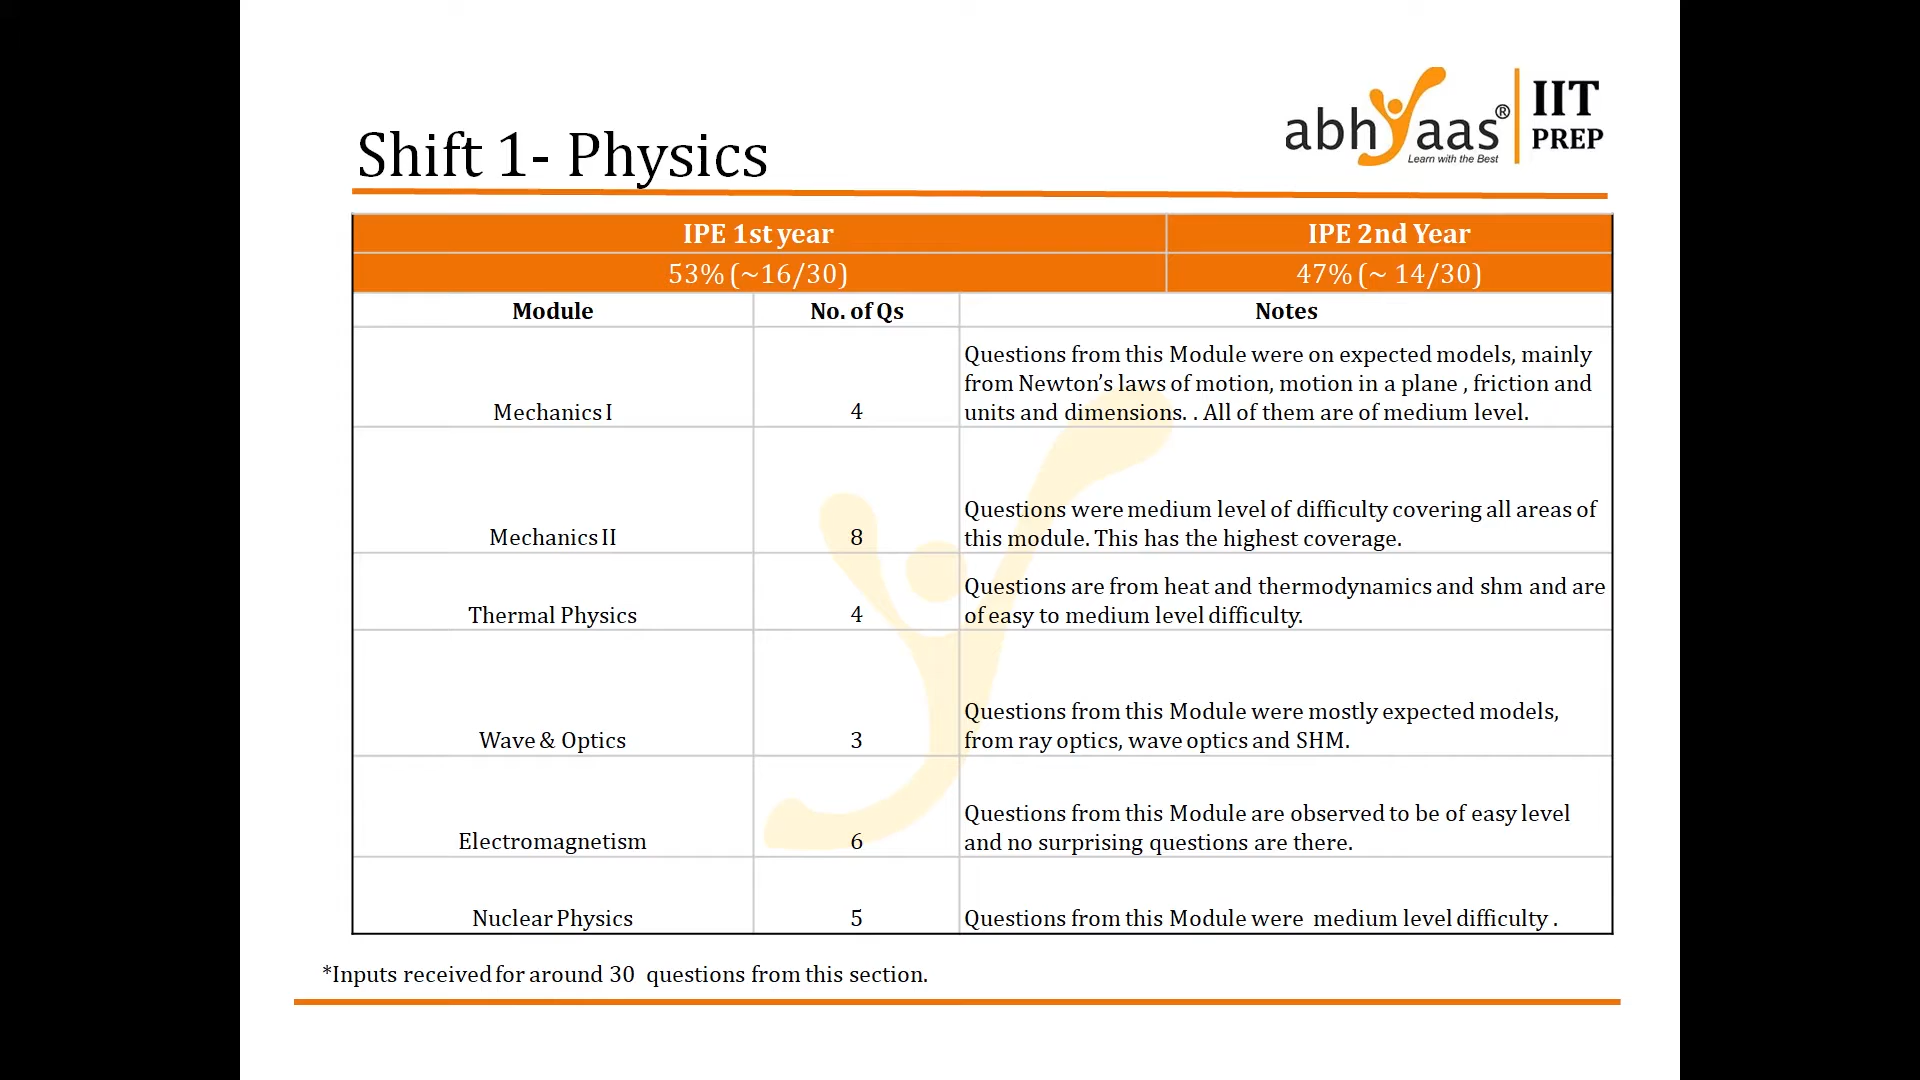 abhyaas®
Learn with the Best
IIT
PREP
Shift 1- Physics
IPE 1st year
IPE 2nd Year
53% (~16/30)
47% (~ 14/30)
Module
No. of Qs
Notes
Mechanics I
4
Questions from this Module were on expected models, mainly
from Newton’s laws of motion, motion in a plane , friction and
units and dimensions. . All of them are of medium level.
Mechanics II
8
Questions were medium level of difficulty covering all areas of
this module. This has the highest coverage.
Thermal Physics
4
Questions are from heat and thermodynamics and shm and are
of easy to medium level difficulty.
Wave & Optics
3
Questions from this Module were mostly expected models,
from ray optics, wave optics and SHM.
Electromagnetism
6
Questions from this Module are observed to be of easy level
and no surprising questions are there.
Nuclear Physics
5
Questions from this Module were  medium level difficulty .
*Inputs received for around 30  questions from this section.